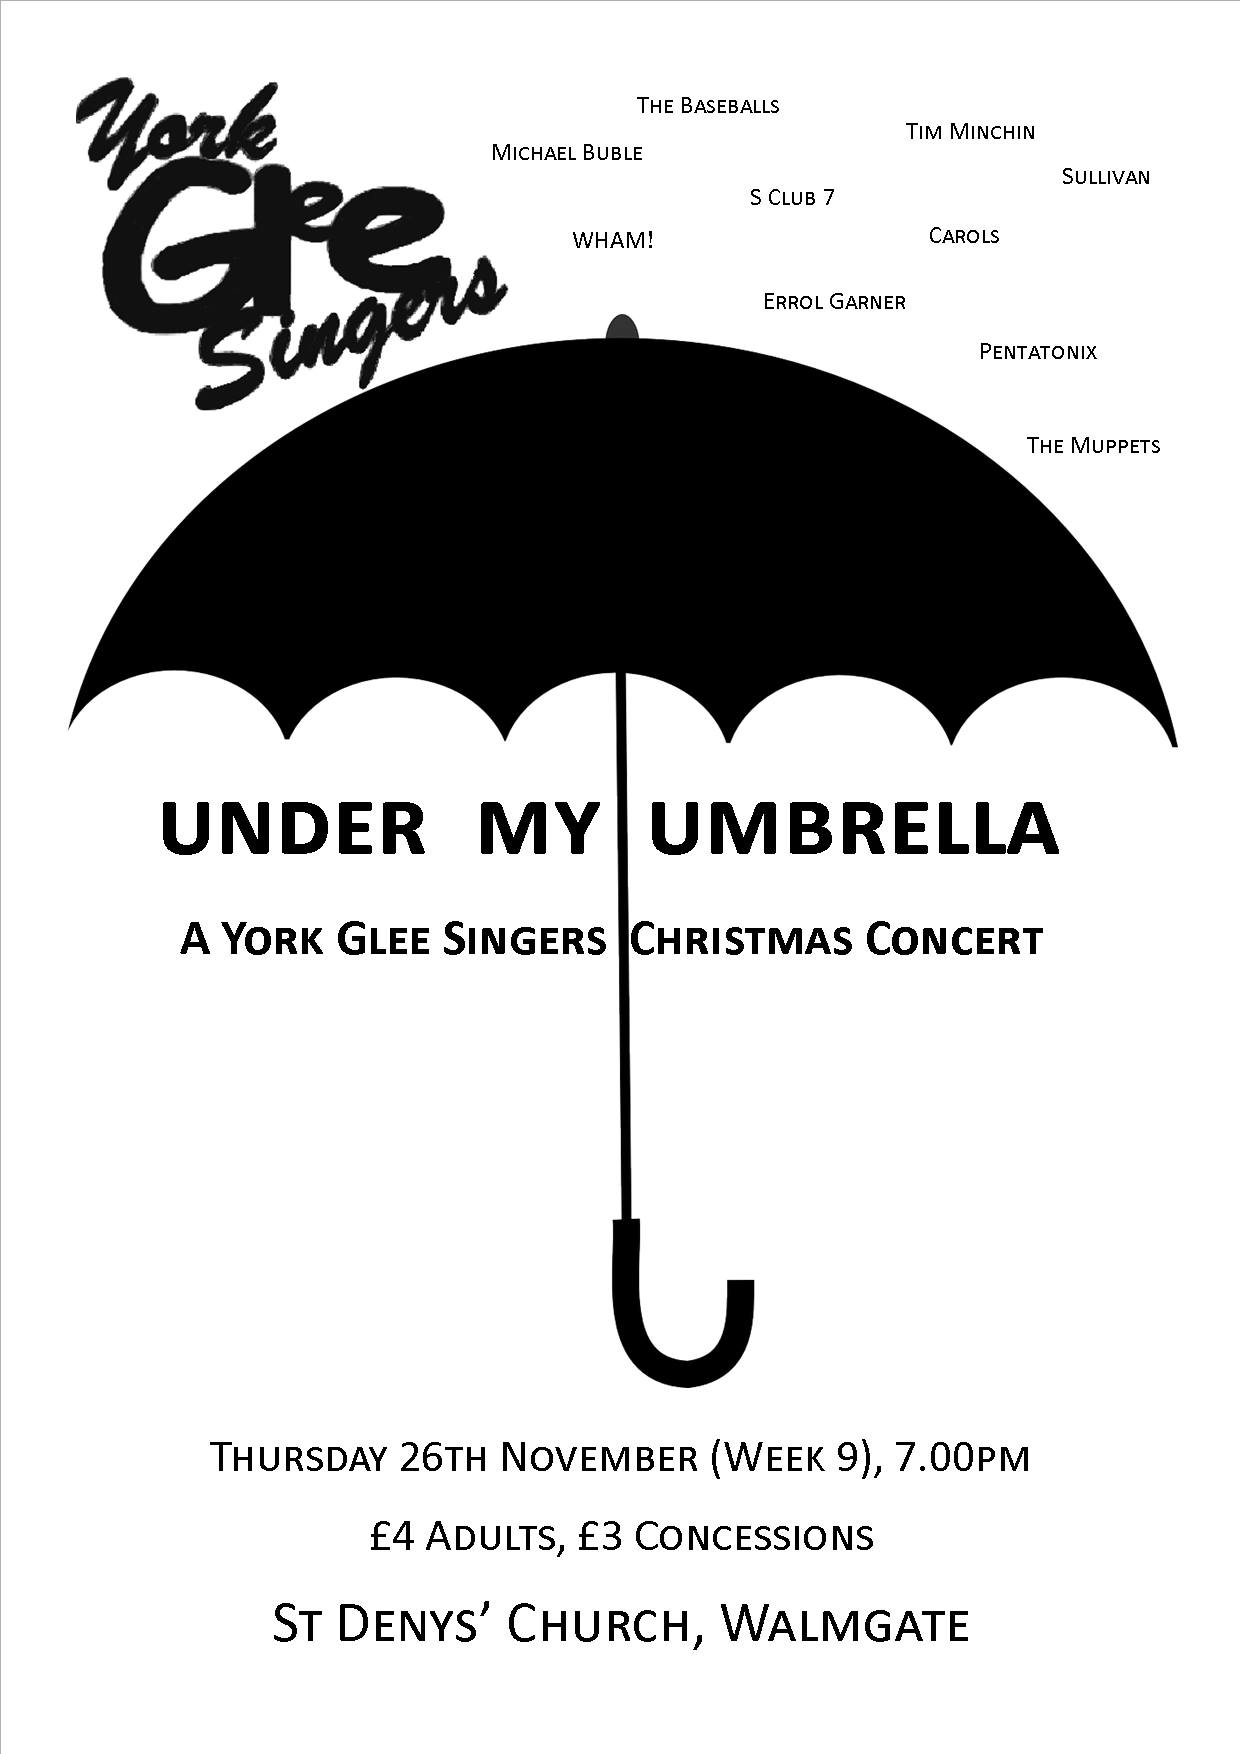 York
Glee
Singers
The Baseballs
Tim Minchin
Michael Buble
Sullivan
S Club 7
Carols
WHAM!
Errol Garner
Pentatonix
The Muppets
UNDER MY UMBRELLA
A York Glee Singers Christmas Concert
Thursday 26th November (Week 9), 7.00pm
£4 Adults, £3 Concessions
St Denys’ Church, Walmgate